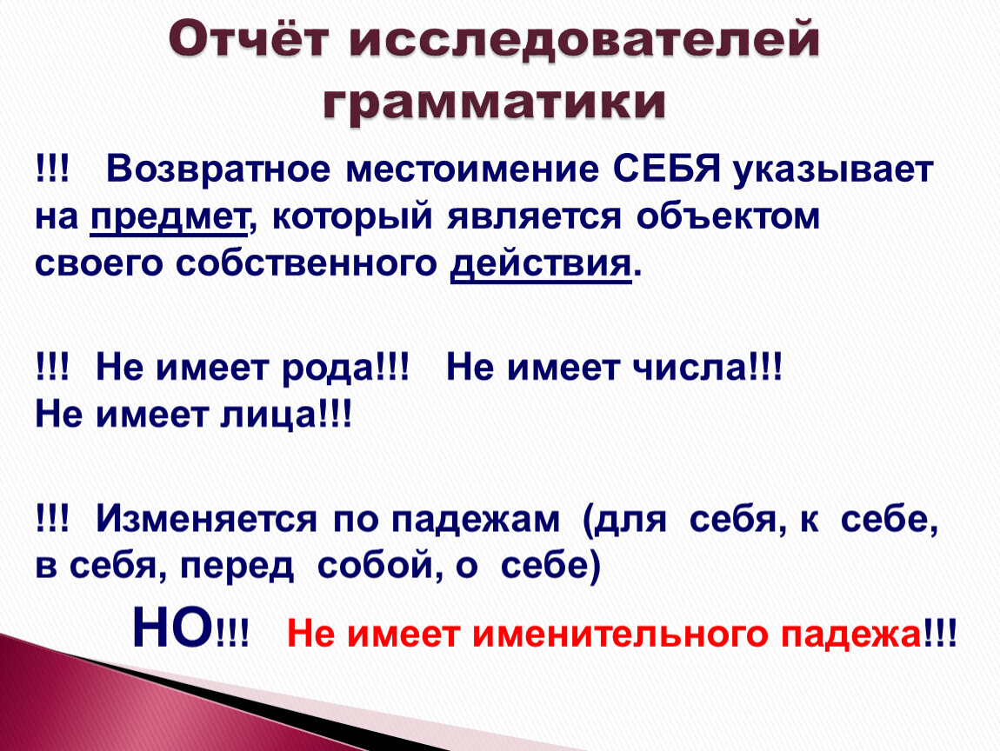 Отчёт исследователей
грамматики
!!! Возвратное местоимение СЕБЯ указывает
на предмет, который является объектом
своего собственного действия.
!!! Не имеет рода!!! Не имеет числа!!!
Не имеет лица!!!
!!! Изменяется по падежам (для себя, к себе,
в себя, перед собой, о себе)
НО!!! Не имеет именительного падежа!!!